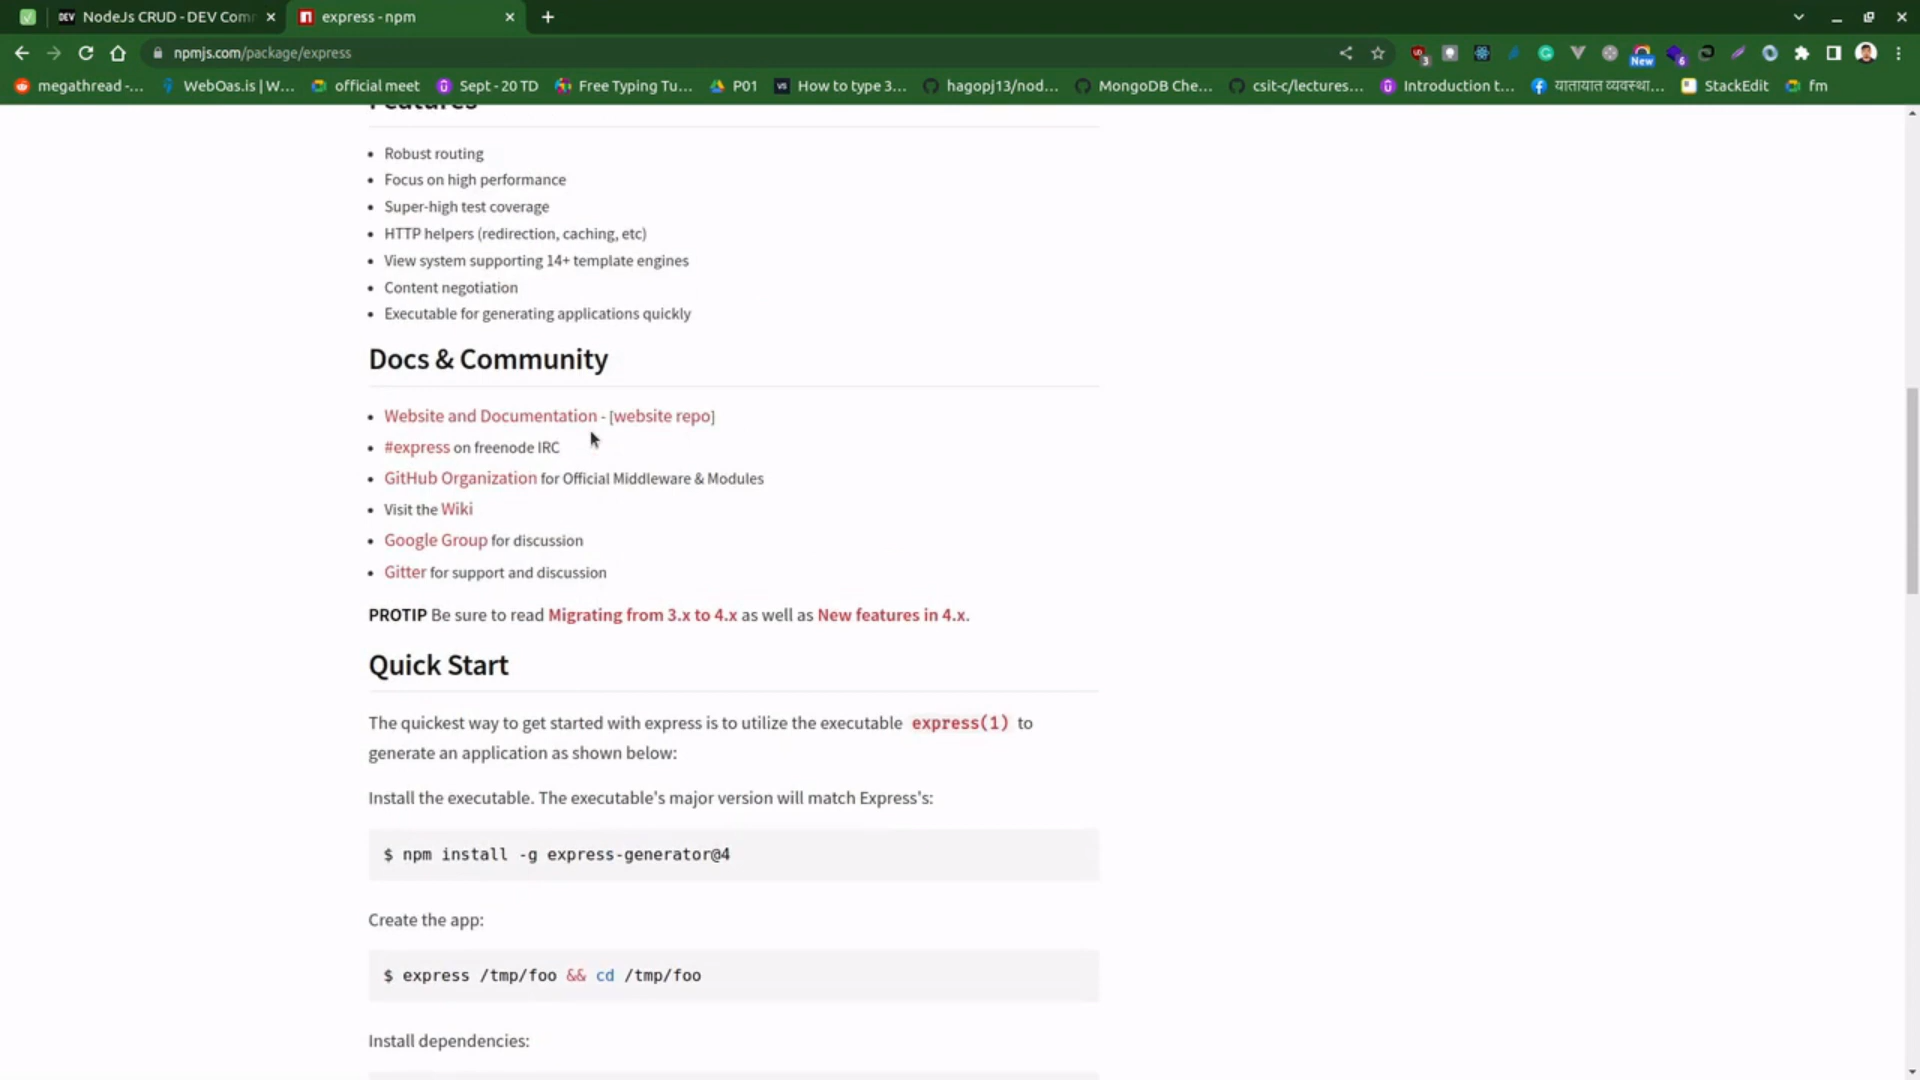 NodeJs CRUD - DEV Com
express - npm
npmjs.com/package/express
3
New
6
megathread -...
WebOas.is | W...
official meet
Sept - 20 TD
Free Typing Tu...
P01
How to type 3...
hagopj13/nod...
MongoDB Che...
csit-c/lectures...
Introduction t...
यातायात व्यवस्था...
StackEdit
fm
Features
• Robust routing
• Focus on high performance
• Super-high test coverage
• HTTP helpers (redirection, caching, etc)
• View system supporting 14+ template engines
• Content negotiation
• Executable for generating applications quickly
Docs & Community
• Website and Documentation - [website repo]
• #express on freenode IRC
• GitHub Organization for Official Middleware & Modules
• Visit the Wiki
• Google Group for discussion
• Gitter for support and discussion
PROTIP Be sure to read Migrating from 3.x to 4.x as well as New features in 4.x.
Quick Start
The quickest way to get started with express is to utilize the executable express(1) to
generate an application as shown below:
Install the executable. The executable's major version will match Express's:
$ npm install -g express-generator@4
Create the app:
$ express /tmp/foo && cd /tmp/foo
Install dependencies: